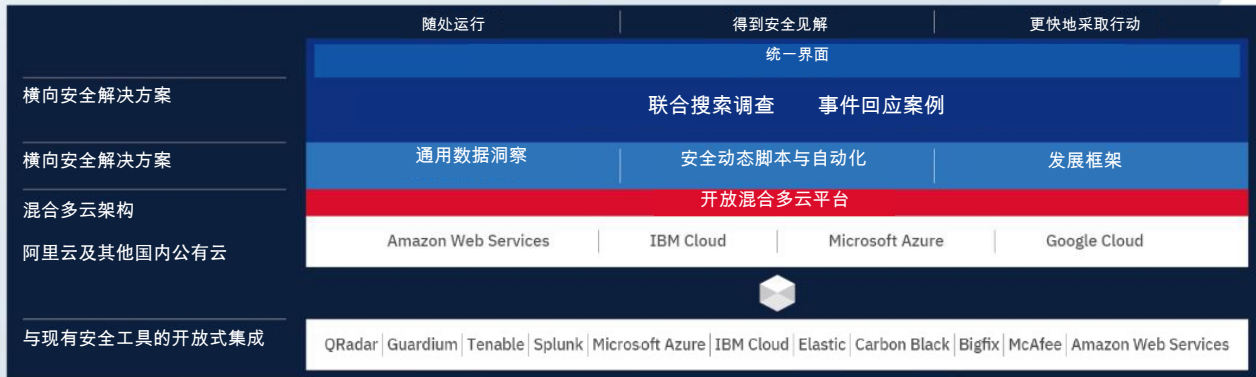 随处运行 得到安全见解 更快地采取行动
统一界面
横向安全解决方案
联合搜索调查 事件回应案例
横向安全解决方案
通用数据洞察 安全动态脚本与自动化 发展框架
开放混合多云平台
混合多云架构
Amazon Web Services IBM Cloud Microsoft Azure Google Cloud
阿里云及其他国内公有云
与现有安全工具的开放式集成
QRadar Guardium Tenable Splunk Microsoft Azure IBM Cloud Elastic Carbon Black Bigfix McAfee Amazon Web Services